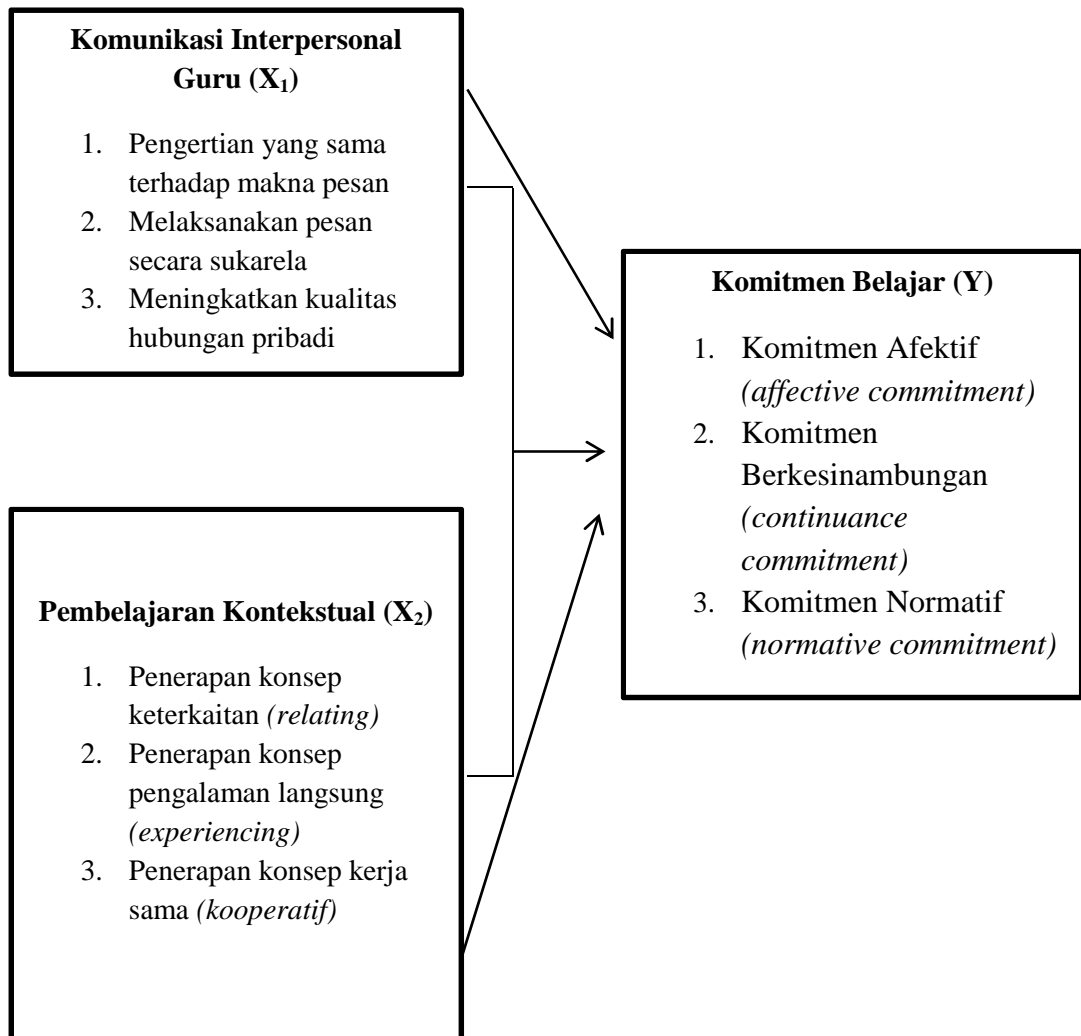 Komunikasi Interpersonal
Guru (X₁)
1. Pengertian yang sama
terhadap makna pesan
2. Melaksanakan pesan
secara sukarela
3. Meningkatkan kualitas
hubungan pribadi
Komitmen Belajar (Y)
1. Komitmen Afektif
(affective commitment)
2. Komitmen
Berkesinambungan
(continuance
commitment)
3. Komitmen Normatif
(normative commitment)
Pembelajaran Kontekstual (X₂)
1. Penerapan konsep
keterkaitan (relating)
2. Penerapan konsep
pengalaman langsung
(experiencing)
3. Penerapan konsep kerja
sama (kooperatif)